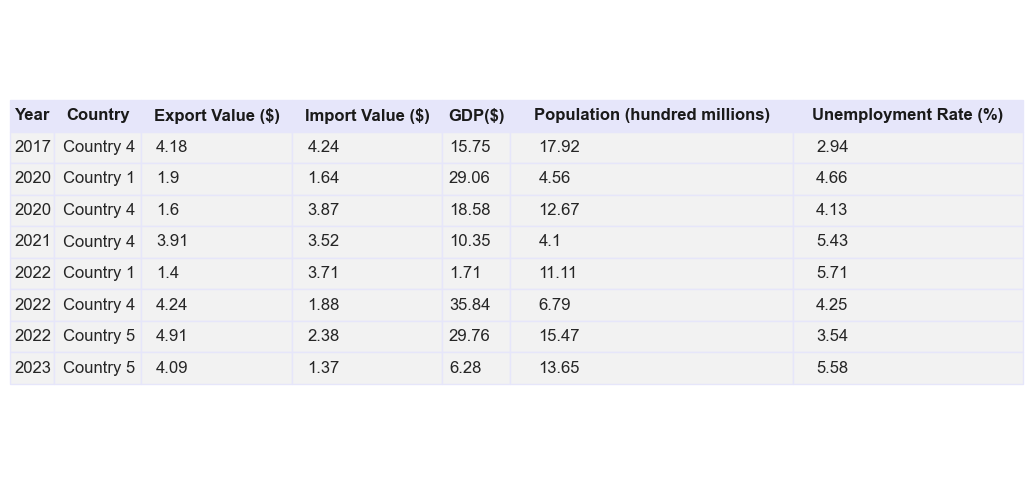 Year Country Export Value ($) Import Value ($) GDP($) Population (hundred millions) Unemployment Rate (%)
2017 Country 4 4.18 4.24 15.75 17.92 2.94
2020 Country 1 1.9 1.64 29.06 4.56 4.66
2020 Country 4 1.6 3.87 18.58 12.67 4.13
2021 Country 4 3.91 3.52 10.35 4.1 5.43
2022 Country 1 1.4 3.71 1.71 11.11 5.71
2022 Country 4 4.24 1.88 35.84 6.79 4.25
2022 Country 5 4.91 2.38 29.76 15.47 3.54
2023 Country 5 4.09 1.37 6.28 13.65 5.58